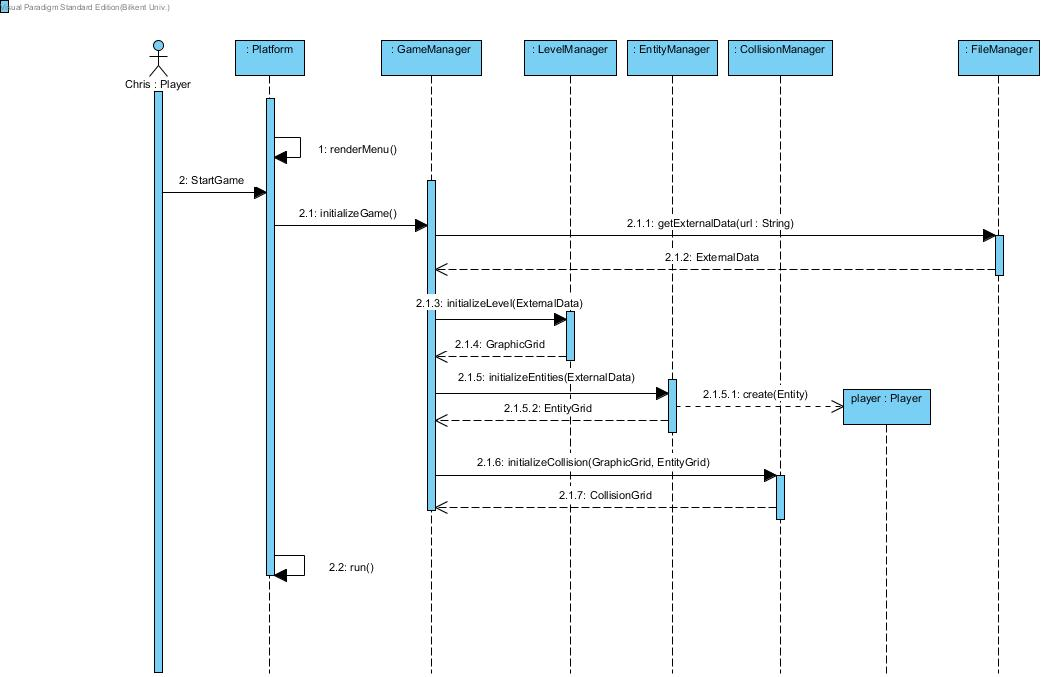 Visual Paradigm Standard Edition(Bilkent Univ.)
: Platform
: GameManager
: LevelManager
: EntityManager
: CollisionManager
: FileManager
Chris : Player
1: renderMenu()
2: StartGame
2.1: initializeGame()
2.1.1: getExternalData(url : String)
2.1.2: ExternalData
2.1.3: initializeLevel(ExternalData)
2.1.4: GraphicGrid
2.1.5: initializeEntities(ExternalData)
2.1.5.1: create(Entity)
player : Player
2.1.5.2: EntityGrid
2.1.6: initializeCollision(GraphicGrid, EntityGrid)
2.1.7: CollisionGrid
2.2: run()